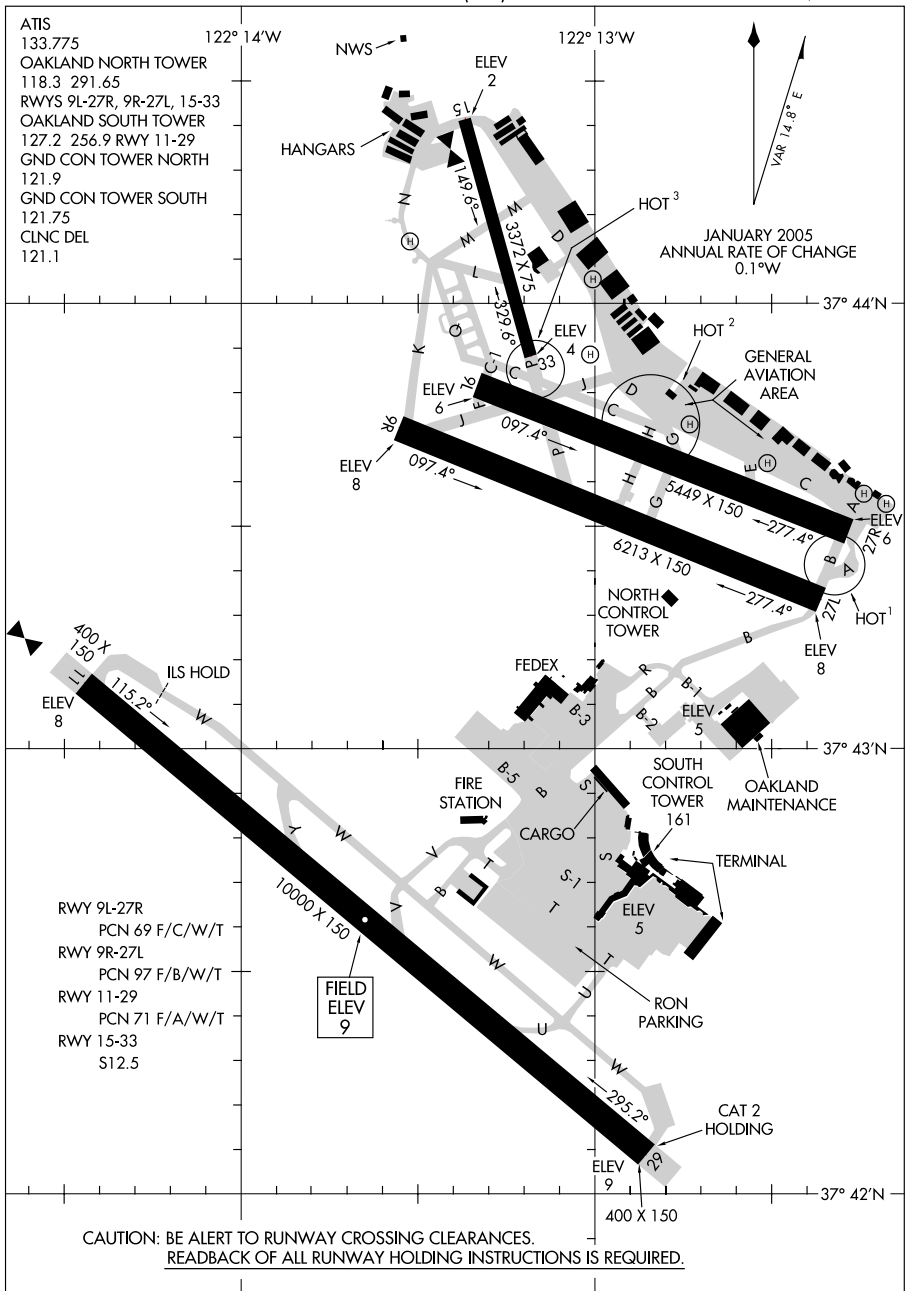 ATIS
133.775
OAKLAND NORTH TOWER
118.3 291.65
RWYS 9L-27R, 9R-27L, 15-33
OAKLAND SOUTH TOWER
127.2 256.9 RWY 11-29
GND CON TOWER NORTH
121.9
GND CON TOWER SOUTH
121.75
CLNC DEL
121.1
122° 14'W
122° 13'W
NWS
ELEV
2
15
HANGARS
VAR 14.8° E
JANUARY 2005
ANNUAL RATE OF CHANGE
0.1°W
HOT 3
N
149.6°
3372 X 75
329.6°
M
M
D
L
H
H
37° 44'N
K
Q
C-1
C
P
33
ELEV
4
H
J
D
HOT 2
GENERAL
AVIATION
AREA
ELEV
6
F
J
9R
ELEV
8
097.4°
097.4°
P
C
H
H
G
G
H
E
H
C
A
H
H
5449 X 150
277.4°
ELEV
6
27R
6213 X 150
277.4°
27L
B
A
HOT 1
ELEV
8
NORTH
CONTROL
TOWER
B
R
B
B-1
B-2
B-3
ELEV
5
OAKLAND
MAINTENANCE
FEDEX
400 X
150
11
ELEV
8
ILS HOLD
115.2°
W
37° 43'N
B-5
B
S
SOUTH
CONTROL
TOWER
161
CARGO
TERMINAL
FIRE
STATION
V
B
T
V
Y
W
S
S-1
T
ELEV
5
10000 X 150
W
T
U
U
RON
PARKING
FIELD
ELEV
9
W
RWY 9L-27R
PCN 69 F/C/W/T
RWY 9R-27L
PCN 97 F/B/W/T
RWY 11-29
PCN 71 F/A/W/T
RWY 15-33
S12.5
295.2°
CAT 2
HOLDING
29
ELEV
9
400 X 150
37° 42'N
CAUTION: BE ALERT TO RUNWAY CROSSING CLEARANCES.
READBACK OF ALL RUNWAY HOLDING INSTRUCTIONS IS REQUIRED.